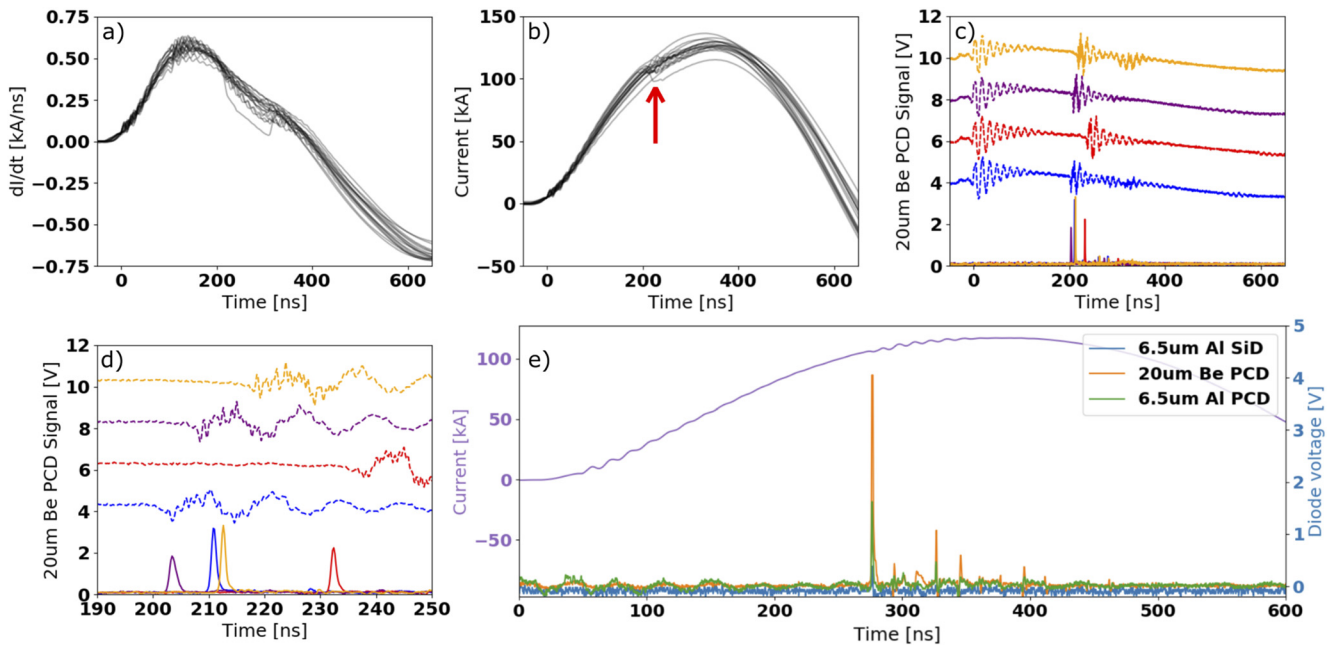 a)
dI/dt [kA/ns]
0.75
0.50
0.25
0.00
−0.25
−0.50
−0.75
0 200 400 600
Time [ns]
b)
Current [kA]
150
100
50
0
−50
0 200 400 600
Time [ns]
c)
20um Be PCD Signal [V]
12
10
8
6
4
2
0
0 200 400 600
Time [ns]
d)
20um Be PCD Signal [V]
12
10
8
6
4
2
0
190 200 210 220 230 240 250
Time [ns]
e)
Current [kA]
100
50
0
−50
6.5um Al SiD
20um Be PCD
6.5um Al PCD
5
4
3
2
1
0
Diode voltage [V]
0 100 200 300 400 500 600
Time [ns]